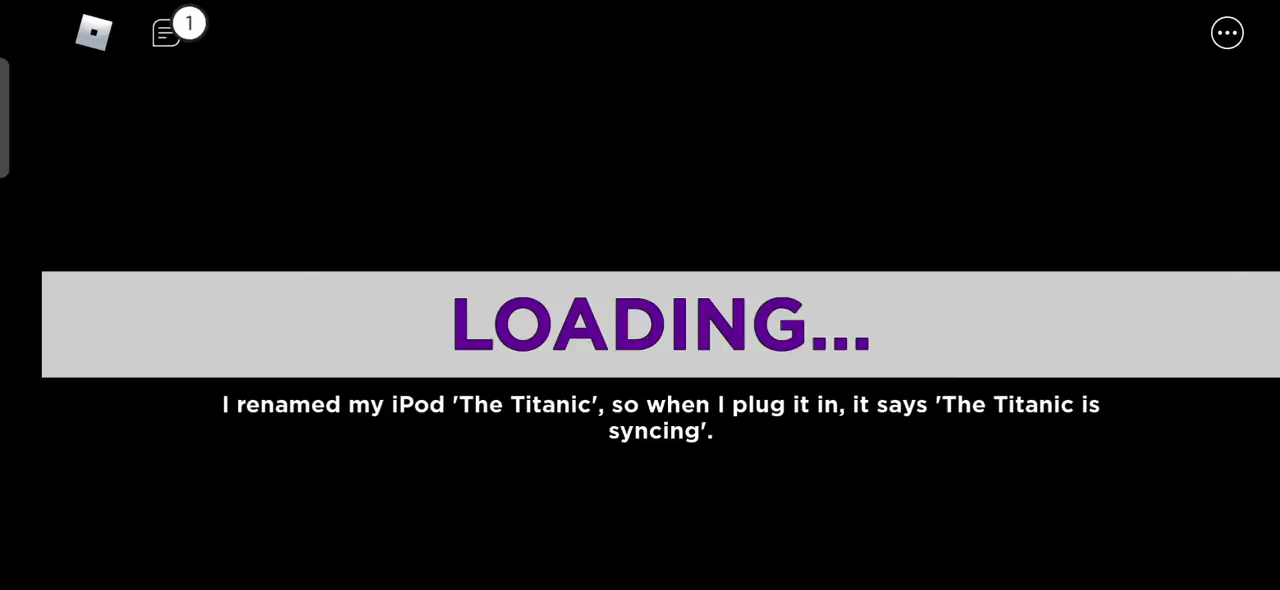 1
LOADING...
I renamed my iPod 'The Titanic', so when I plug it in, it says 'The Titanic is
syncing'.